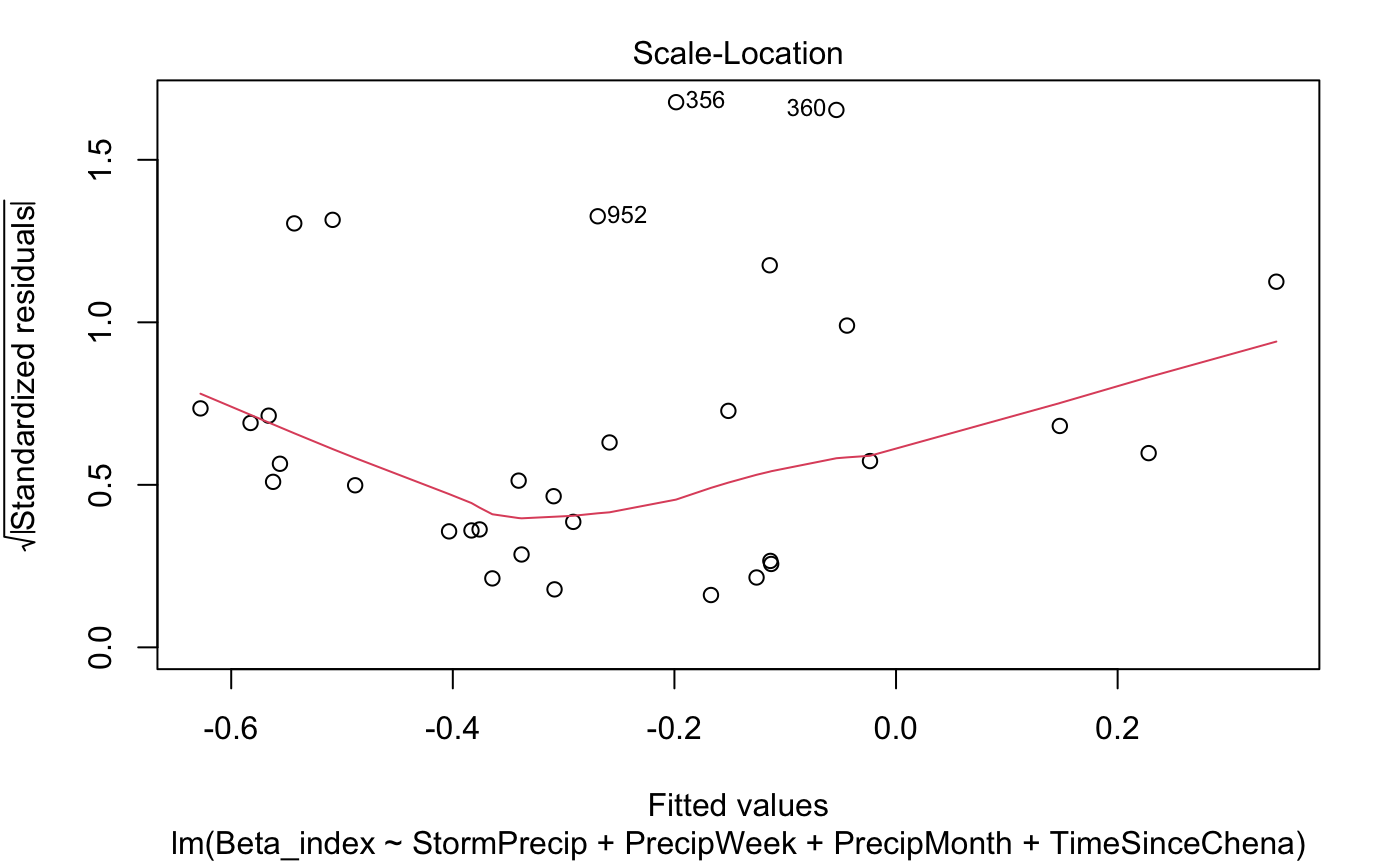 Scale-Location
356
360
952
√|Standardized residuals|
1.5
1.0
0.5
0.0
-0.6 -0.4 -0.2 0.0 0.2
Fitted values
lm(Beta_index ~ StormPrecip + PrecipWeek + PrecipMonth + TimeSinceChena)